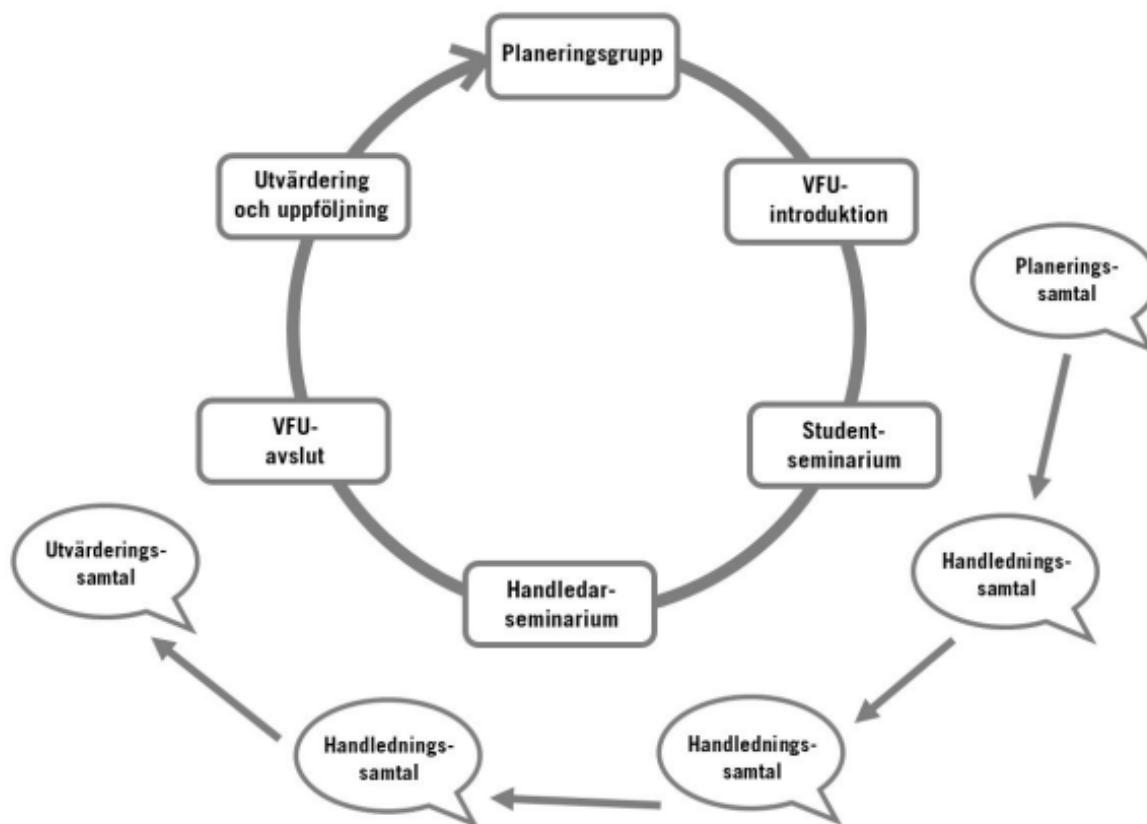 Planeringsgrupp
VFU-
introduktion
Student-
seminarium
Handledar-
seminarium
VFU-
avslut
Utvärdering
och uppföljning
Planerings-
samtal
Handlednings-
samtal
Handlednings-
samtal
Handlednings-
samtal
Utvärderings-
samtal